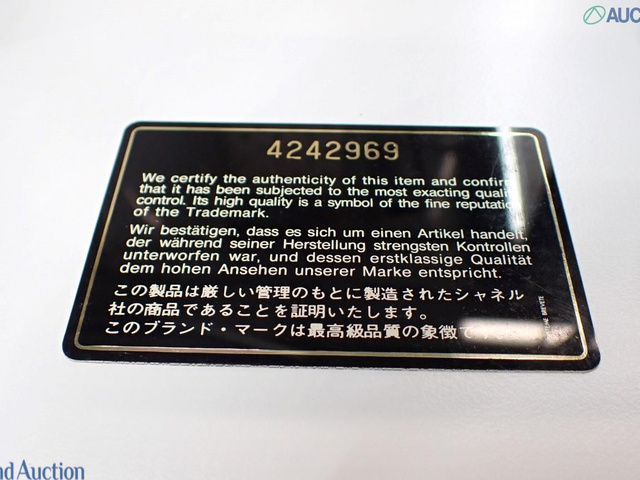 AUC
4242969
We certify the authenticity of this item and confirm
that it has been subjected to the most exacting quality
control. Its high quality is a symbol of the fine reputation
of the Trademark.
Wir bestätigen, dass es sich um einen Artikel handelt,
der während seiner Herstellung strengsten Kontrollen
unterworfen war, und dessen erstklassige Qualität
dem hohen Ansehen unserer Marke entspricht.
この製品は厳しい管理のもとに製造されたシャネル
社の商品であることを証明いたします。
このブランド・マークは最高級品質の象徴で
BREVETE
nd Auction